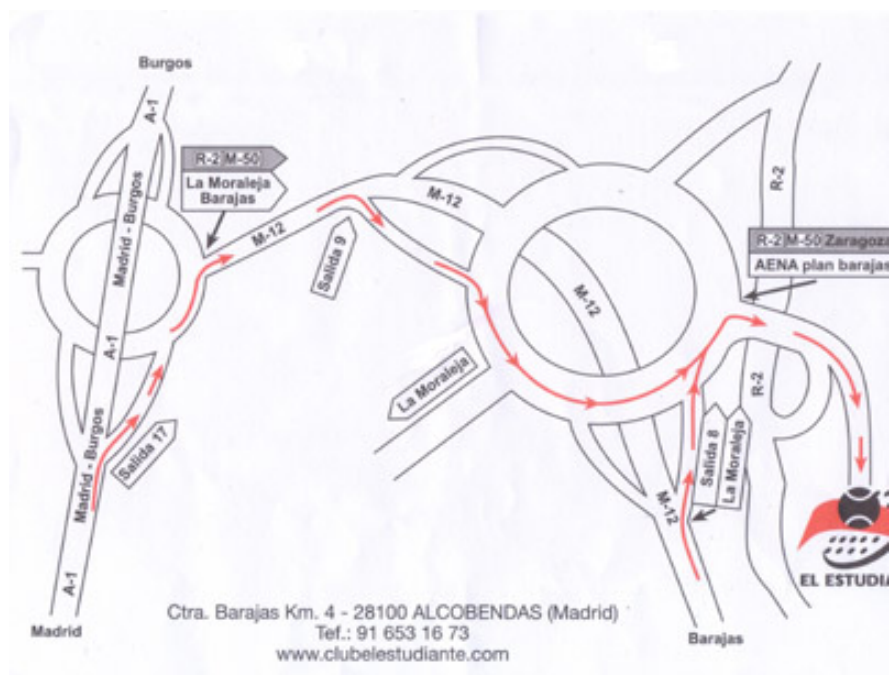 Burgos
A-1
R-2 M-50
La Moraleja
Barajas
Madrid - Burgos
M-12
M-12
R-2
Salida 9
R-2 M-50 Zaragoza
AENA plan barajas
M-12
A-1
La Moraleja
R-2
Madrid - Burgos
Salida 17
Salida 8
La Moraleja
M-12
A-1
EL ESTUDIA
Ctra. Barajas Km. 4 - 28100 ALCOBENDAS (Madrid)
Tef.: 91 653 16 73
www.clubelestudiante.com
Madrid
Barajas